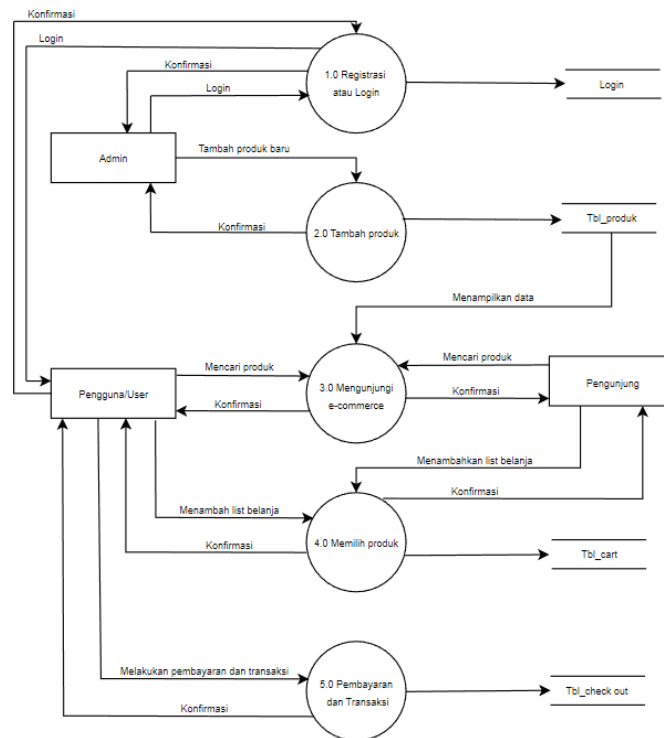 Konfirmasi
Login
Konfirmasi
1.0 Registrasi
atau Login
Login
Login
Admin
Tambah produk baru
Konfirmasi
2.0 Tambah produk
Tbl_produk
Menampilkan data
Mencari produk
Mencari produk
Pengguna/User
3.0 Mengunjungi
e-commerce
Pengunjung
Konfirmasi
Konfirmasi
Menambahkan list belanja
Konfirmasi
Menambah list belanja
Konfirmasi
4.0 Memilih produk
Tbl_cart
Melakukan pembayaran dan transaksi
5.0 Pembayaran
dan Transaksi
Tbl_check out
Konfirmasi